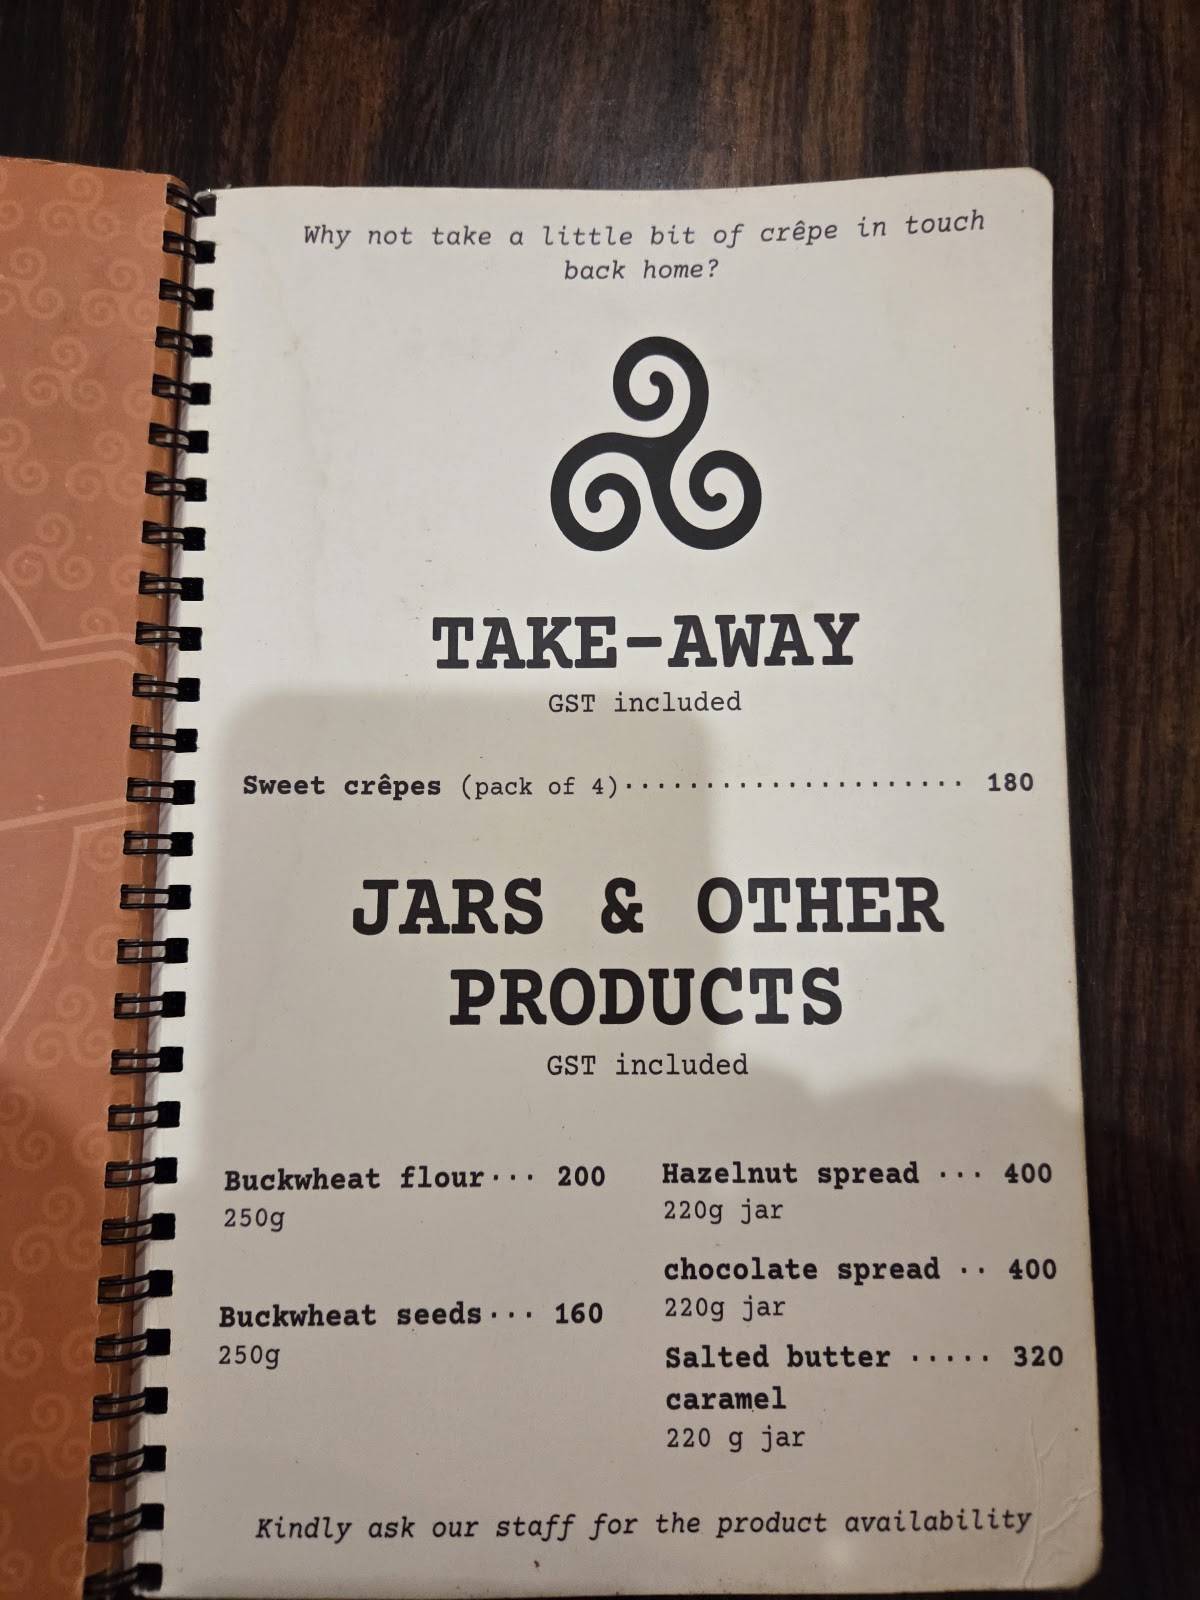 Why not take a little bit of crêpe in touch
back home?
TAKE-AWAY
GST included
Sweet crêpes (pack of 4)······················ 180
JARS & OTHER
PRODUCTS
GST included
Buckwheat flour··· 200
250g
Buckwheat seeds··· 160
250g
Hazelnut spread ··· 400
220g jar
chocolate spread ·· 400
220g jar
Salted butter ····· 320
caramel
220 g jar
Kindly ask our staff for the product availability